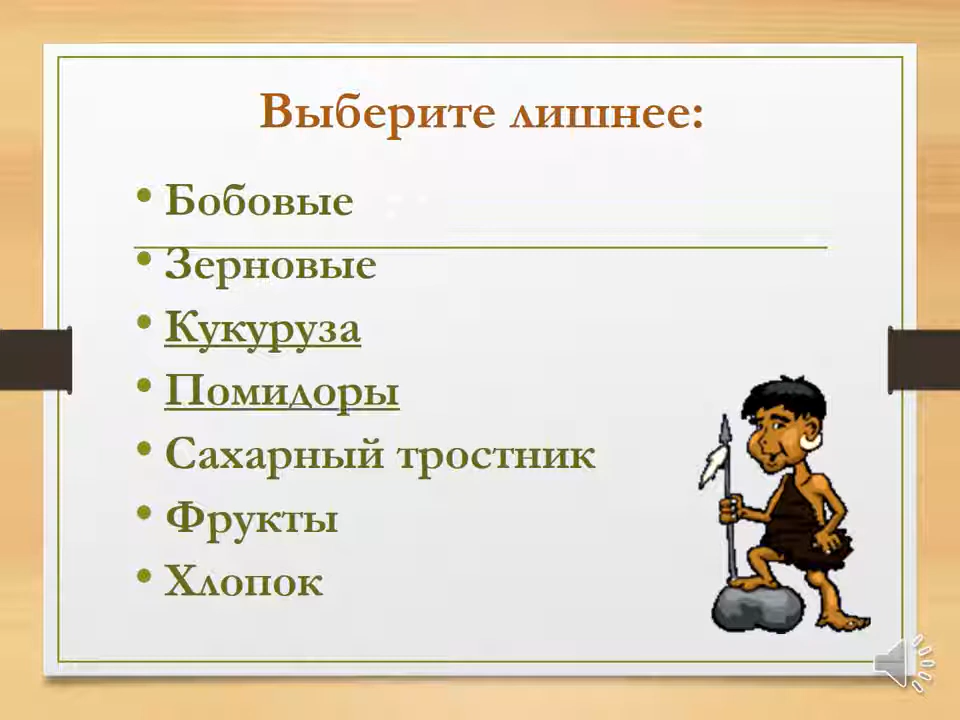 Выберите лишнее:
• Бобовые
• Зерновые
• Кукуруза
• Помидоры
• Сахарный тростник
• Фрукты
• Хлопок